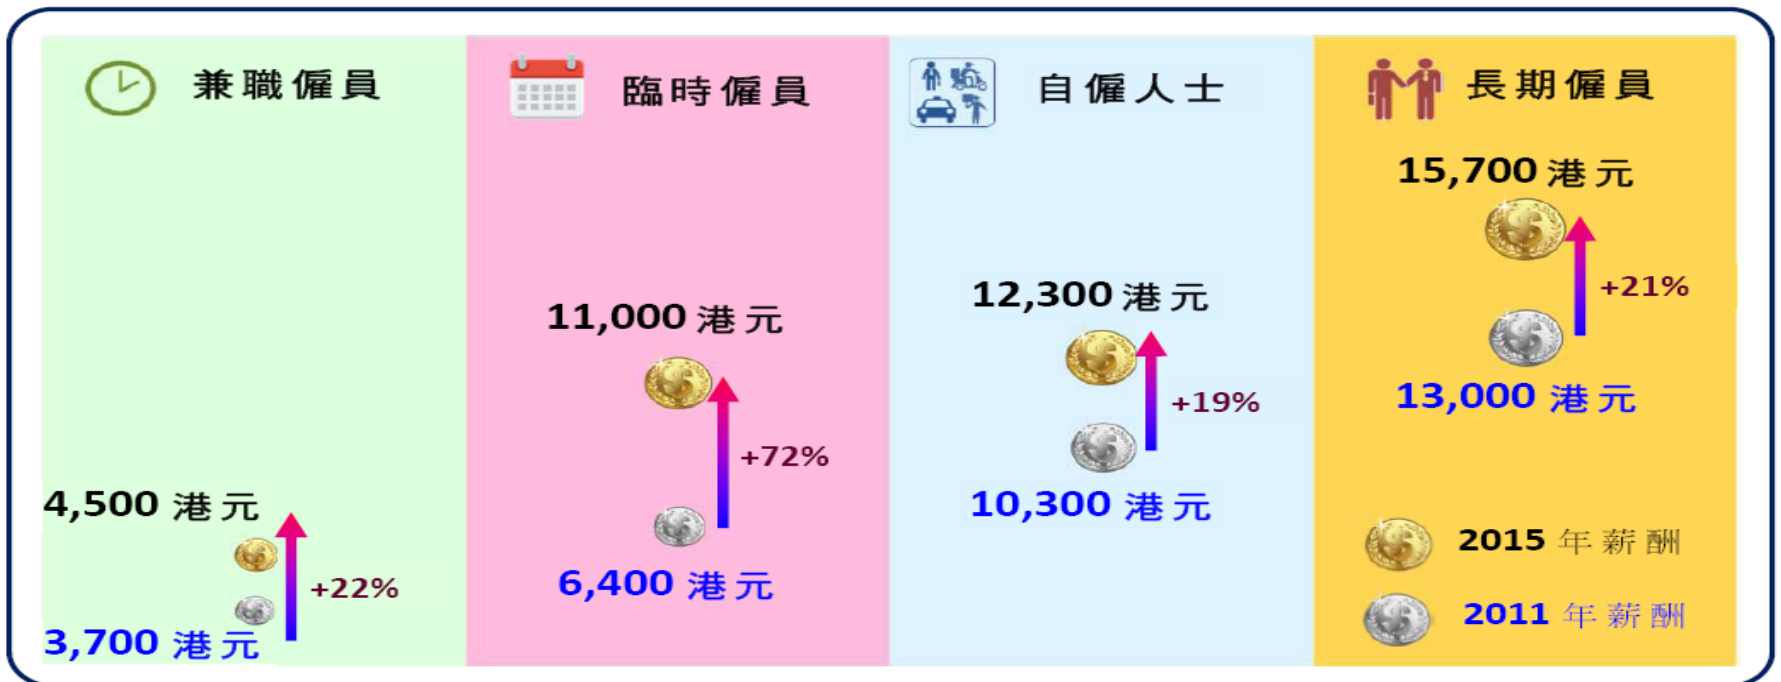 兼職僱員
4,500 港元
+22%
3,700 港元
臨時僱員
11,000 港元
+72%
6,400 港元
自僱人士
12,300 港元
+19%
10,300 港元
長期僱員
15,700 港元
+21%
13,000 港元
2015 年薪酬
2011 年薪酬